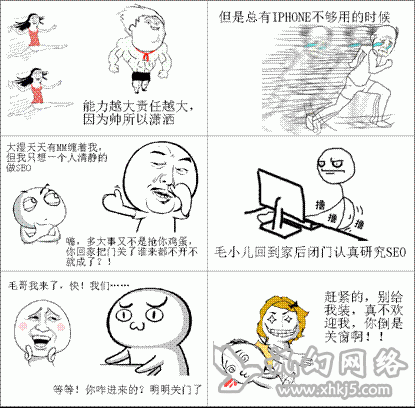 能力越大责任越大，
因为帅所以潇洒
但是总有IPHONE不够用的时候
大湿天天有MM缠着我，
但我只想一个人清静的
做SEO
嗨，多大事又不是抢你鸡蛋，
你回家把门关了谁来都不开不
就成了？！！
撸
撸
撸
毛小儿回到家后闭门认真研究SEO
毛哥我来了，快！我们……
等等！你咋进来的？明明关门了
赶紧的，别给
我装，真不欢
迎我，你倒是
关窗啊！！
幻网络
www.xhkj5.com